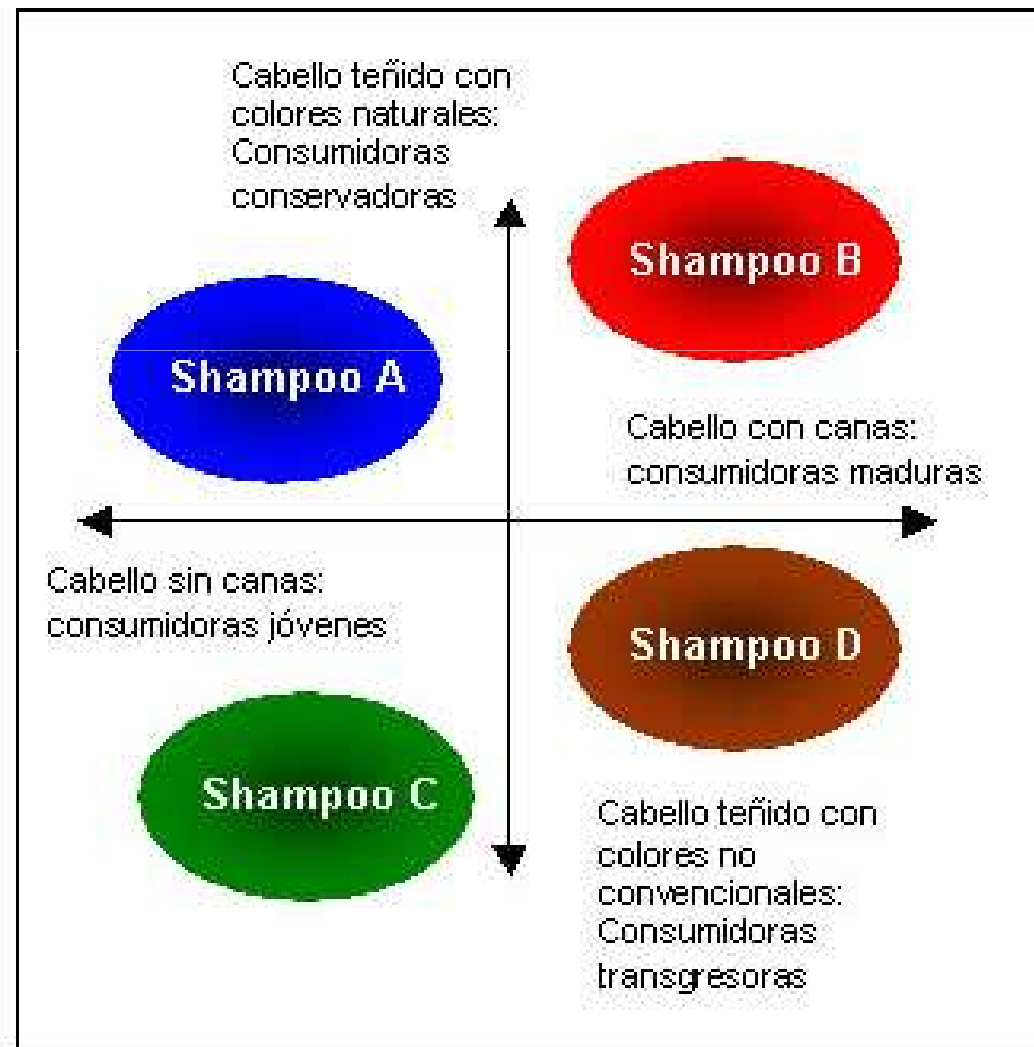 Cabello teñido con
colores naturales:
Consumidoras
conservadoras
Shampoo B
Shampoo A
Cabello con canas:
consumidoras maduras
Cabello sin canas:
consumidoras jóvenes
Shampoo D
Shampoo C
Cabello teñido con
colores no
convencionales:
Consumidoras
transgresoras